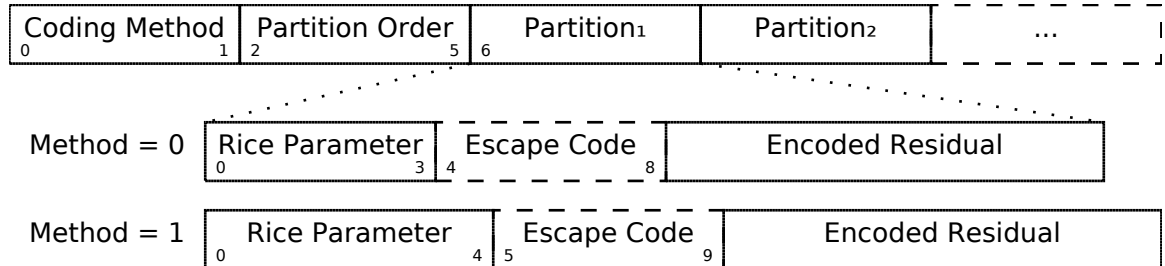 Coding Method Partition Order Partition₁ Partition₂ ...
0 1 2 5 6
Method = 0 Rice Parameter Escape Code Encoded Residual
0 3 4 8
Method = 1 Rice Parameter Escape Code Encoded Residual
0 4 5 9